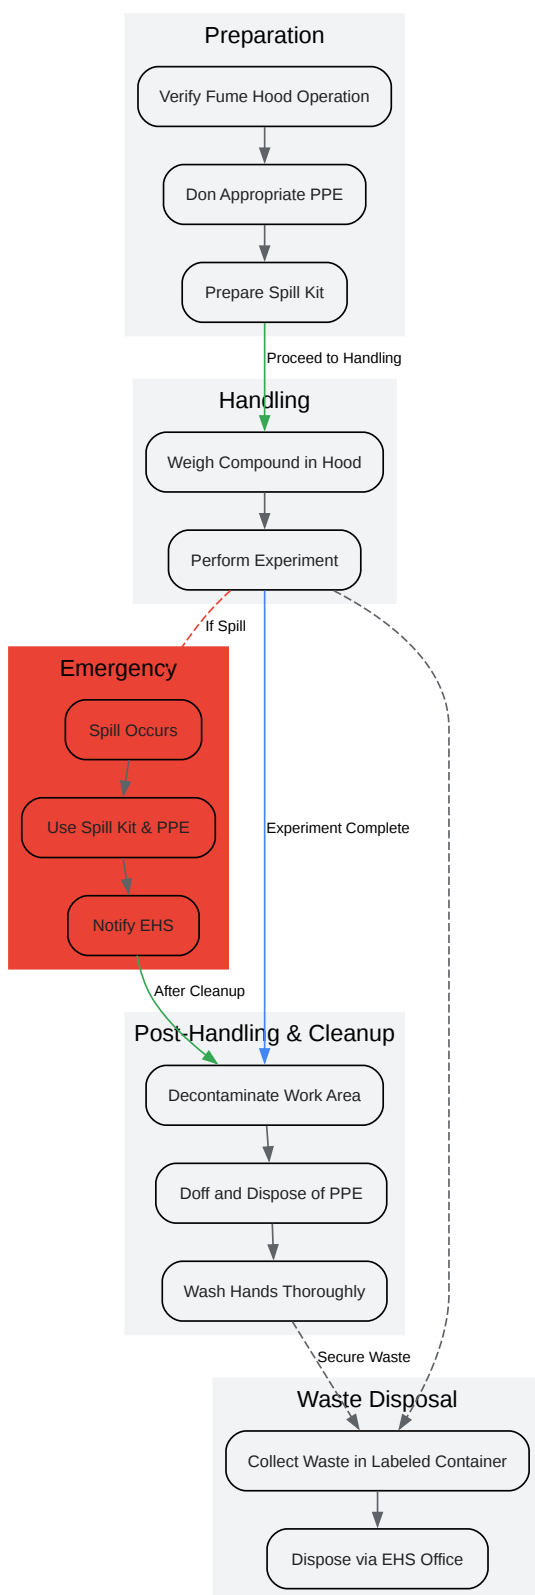 Preparation
Verify Fume Hood Operation
Don Appropriate PPE
Prepare Spill Kit
Proceed to Handling
Handling
Weigh Compound in Hood
Perform Experiment
If Spill
Emergency
Spill Occurs
Use Spill Kit & PPE
Experiment Complete
Notify EHS
After Cleanup
Post-Handling & Cleanup
Decontaminate Work Area
Doff and Dispose of PPE
Wash Hands Thoroughly
Secure Waste
Waste Disposal
Collect Waste in Labeled Container
Dispose via EHS Office